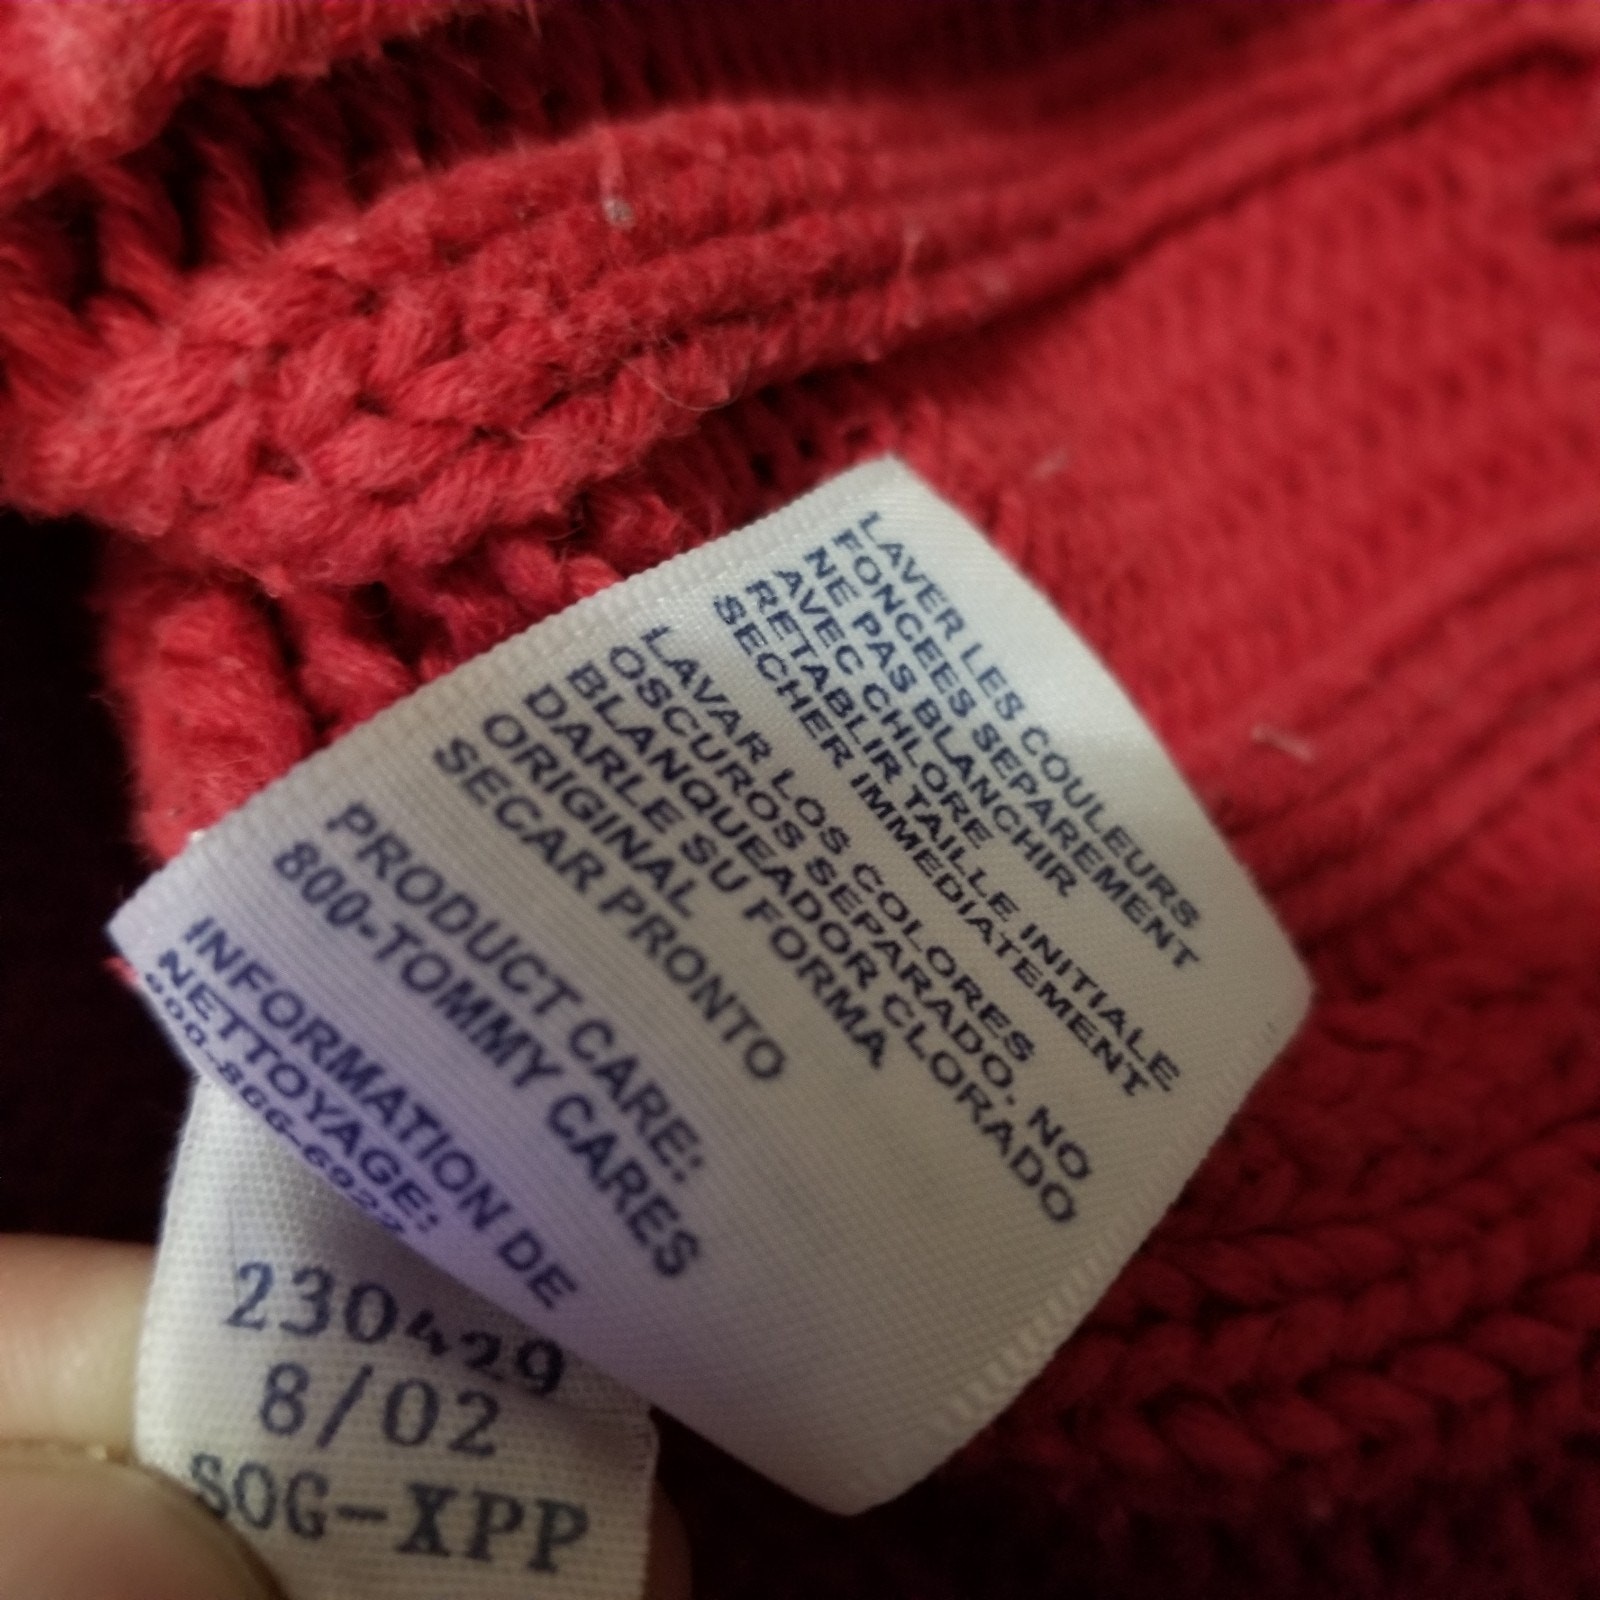 LAVER LES COULEURS
FONCEES SEPAREMENT
NE PAS BLANCHIR
AVEC CHLORE
RETABLIR TAILLE INITIALE
SECHER IMMEDIATEMENT
LAVAR LOS COLORES
OSCUROS SEPARADO. NO
BLANQUEADOR CLORADO
DARLE SU FORMA
ORIGINAL
SECAR PRONTO
PRODUCT CARE:
800-TOMMY CARES
INFORMATION DE
NETTOYAGE:
230429
8/02
SOG-XPP